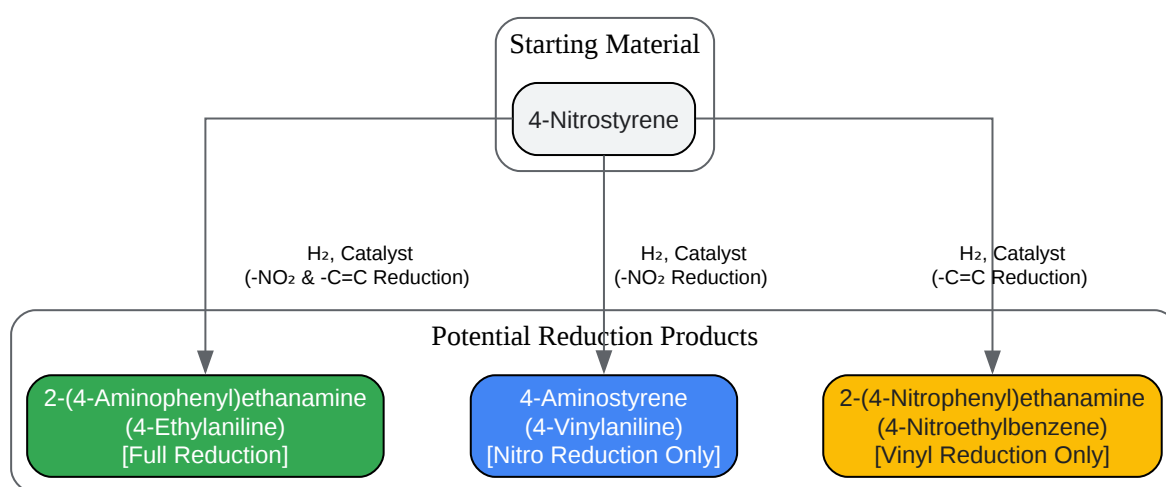 Starting Material
4-Nitrostyrene
H₂, Catalyst
(-NO₂ & -C=C Reduction)
H₂, Catalyst
(-NO₂ Reduction)
H₂, Catalyst
(-C=C Reduction)
Potential Reduction Products
2-(4-Aminophenyl)ethanamine
(4-Ethylaniline)
[Full Reduction]
4-Aminostyrene
(4-Vinylaniline)
[Nitro Reduction Only]
2-(4-Nitrophenyl)ethanamine
(4-Nitroethylbenzene)
[Vinyl Reduction Only]